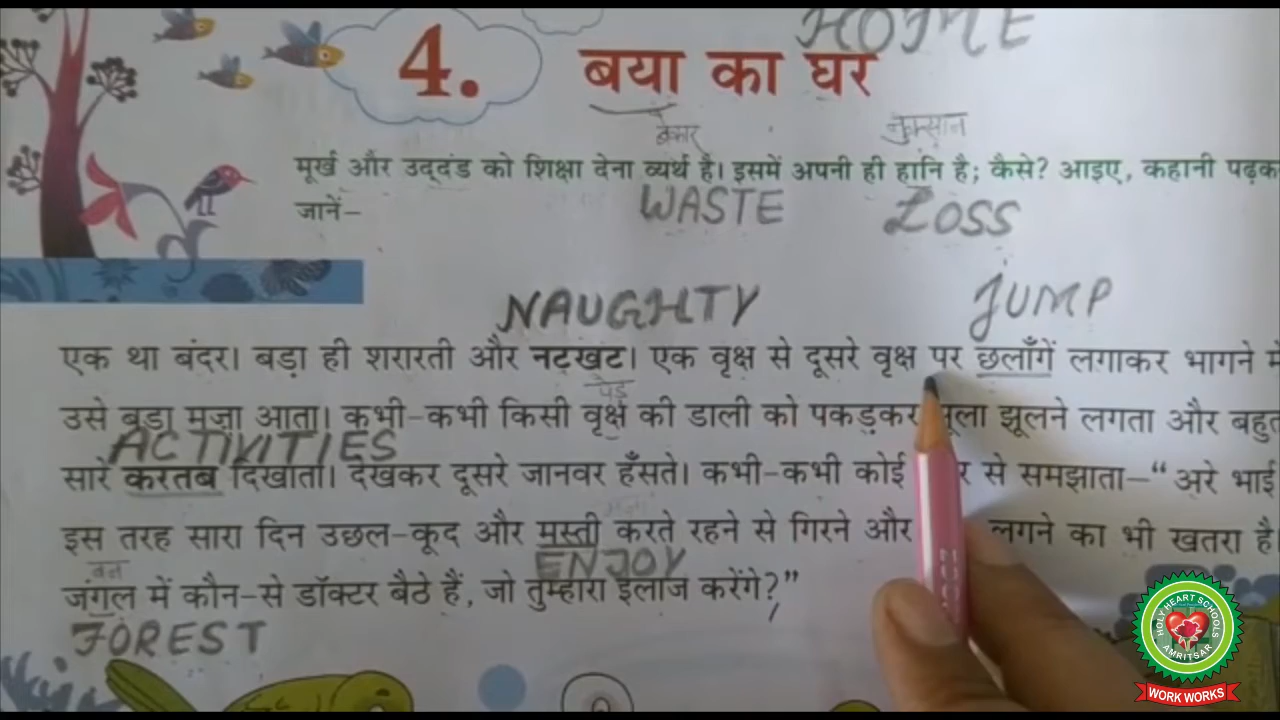 HOME
4. बया का घर
बेकार नुकसान
मूर्ख और उद्दंड को शिक्षा देना व्यर्थ है। इसमें अपनी ही हानि है; कैसे? आइए, कहानी पढ़क
जानें–
WASTE LOSS
NAUGHTY JUMP
एक था बंदर। बड़ा ही शरारती और नटखट। एक वृक्ष से दूसरे वृक्ष पर छलाँगें लगाकर भागने में
पेड़
उसे बड़ा मज़ा आता। कभी-कभी किसी वृक्ष की डाली को पकड़कर झूला झूलने लगता और बहुत
ACTIVITIES
सारे करतब दिखाता। देखकर दूसरे जानवर हँसते। कभी-कभी कोई से समझाता–“अरे भाई
इस तरह सारा दिन उछल-कूद और मस्ती करते रहने से गिरने और लगने का भी खतरा है।
वन ENJOY
जंगल में कौन-से डॉक्टर बैठे हैं, जो तुम्हारा इलाज करेंगे?”
FOREST
HOLY HEART SCHOOLS
AMRITSAR
WORK WORKS